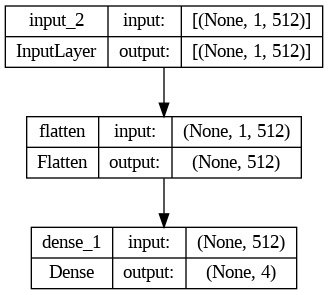 input_2 input: [(None, 1, 512)]
InputLayer output: [(None, 1, 512)]
flatten input: (None, 1, 512)
Flatten output: (None, 512)
dense_1 input: (None, 512)
Dense output: (None, 4)